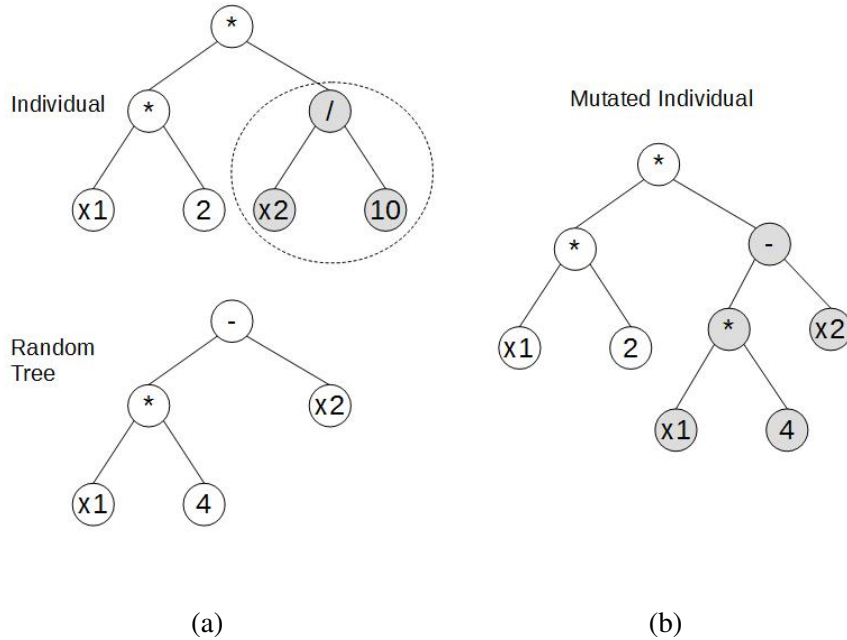 *
Individual
*
/
x1
2
x2
10
-
Random
Tree
*
x2
x1
4
(a)
Mutated Individual
*
*
-
x1
2
*
x2
x1
4
(b)